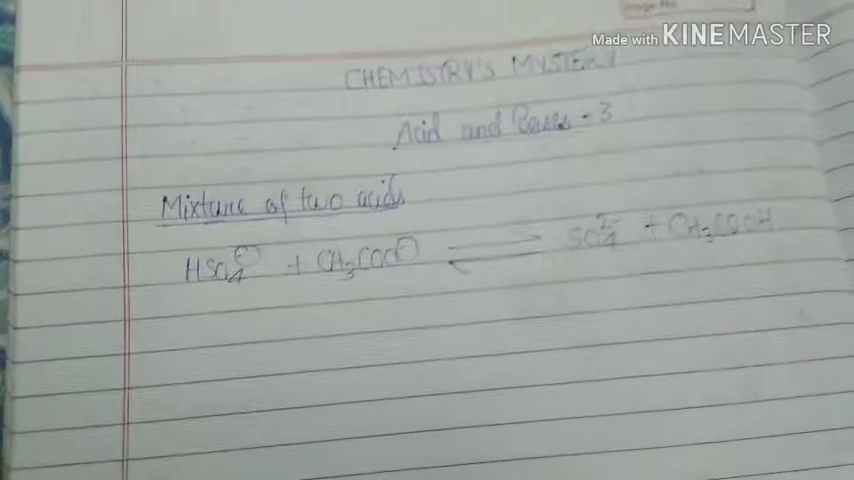 Made with KINEMASTER
CHEMISTRY'S MYSTERY
Acid and Bases - 3
Mixture of two acids
HSO₄⊖ + CH₃COO⊖ ⇌ SO₄²⁻ + CH₃COOH